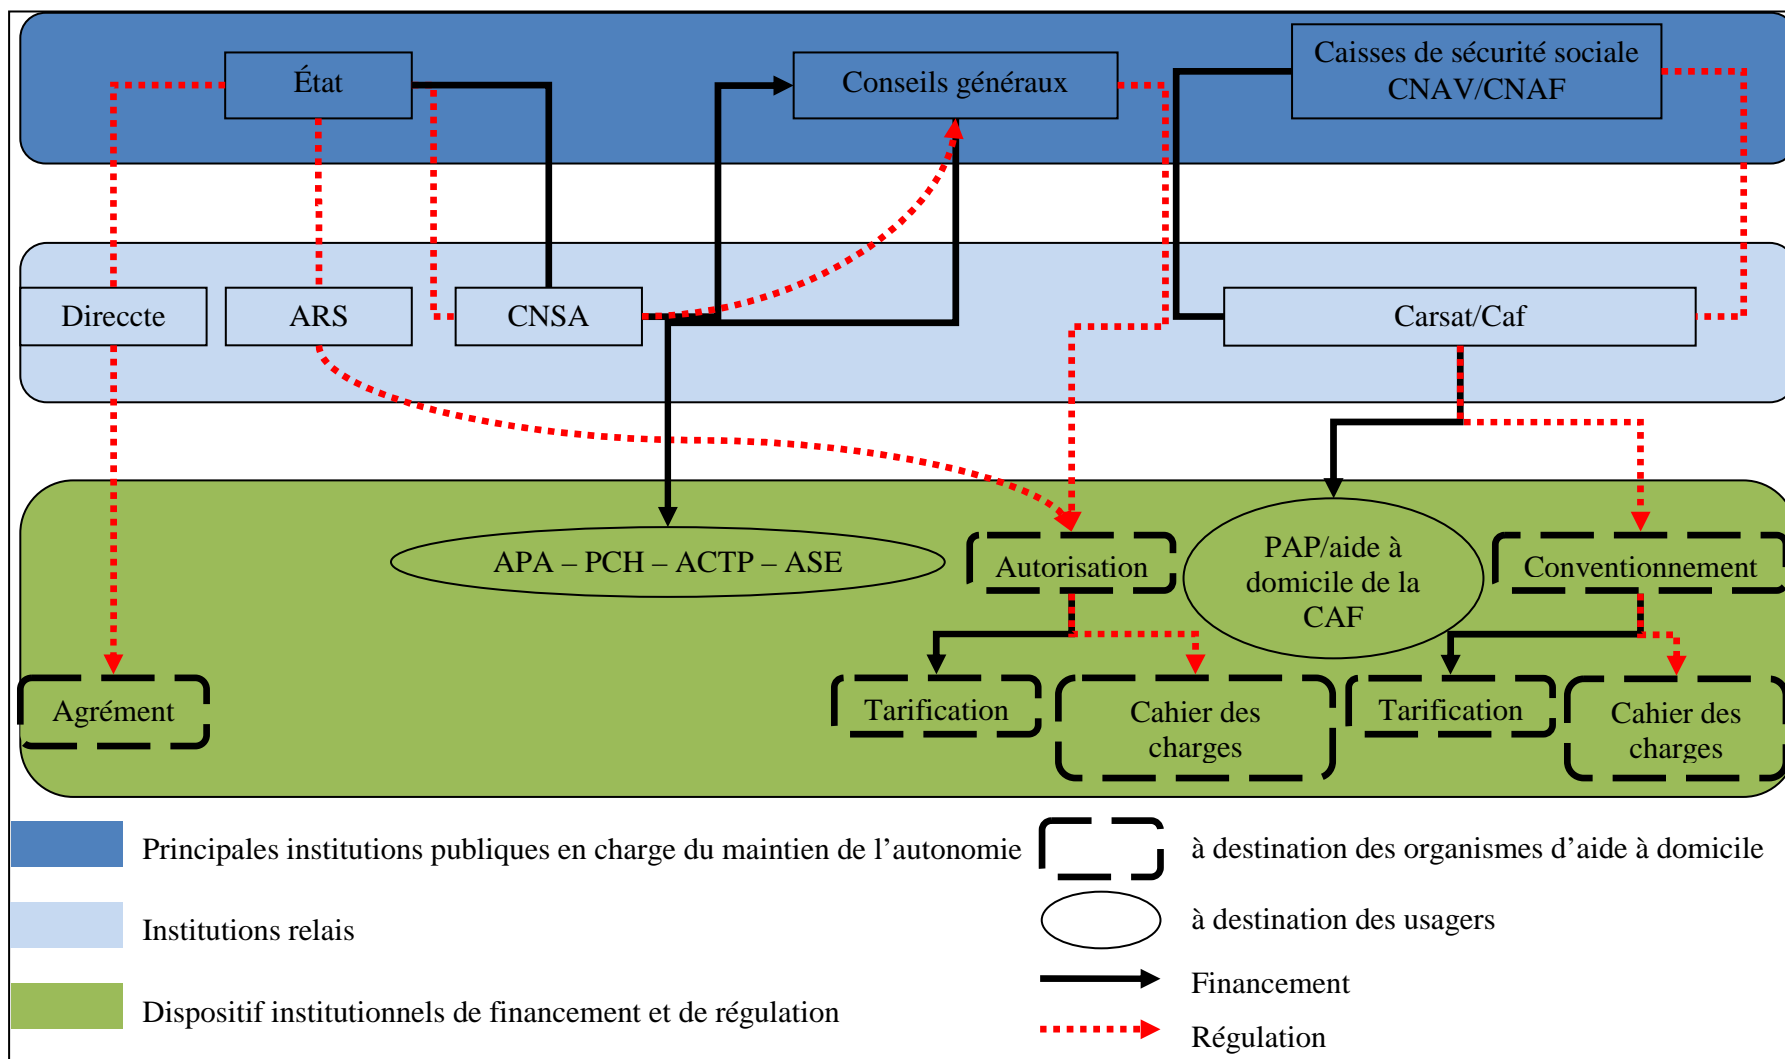 État
Conseils généraux
Caisses de sécurité sociale
CNAV/CNAF
Direccte
ARS
CNSA
Carsat/Caf
APA – PCH – ACTP – ASE
Autorisation
PAP/aide à
domicile de la
CAF
Conventionnement
Agrément
Tarification
Cahier des
charges
Tarification
Cahier des
charges
Principales institutions publiques en charge du maintien de l’autonomie
à destination des organismes d’aide à domicile
Institutions relais
à destination des usagers
Financement
Dispositif institutionnels de financement et de régulation
Régulation